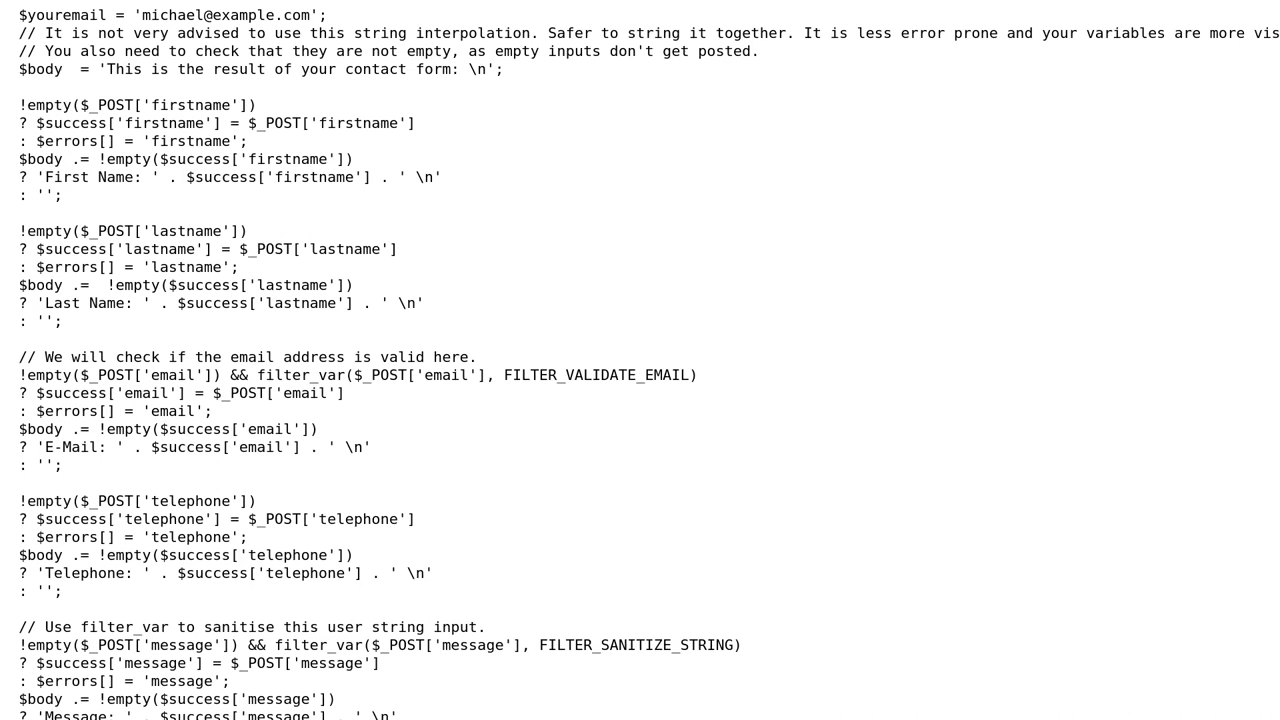 $youremail = 'michael@example.com';
// It is not very advised to use this string interpolation. Safer to string it together. It is less error prone and your variables are more
// You also need to check that they are not empty, as empty inputs don't get posted.
$body  = 'This is the result of your contact form: \n';

!empty($_POST['firstname'])
? $success['firstname'] = $_POST['firstname']
: $errors[] = 'firstname';
$body .= !empty($success['firstname'])
? 'First Name: ' . $success['firstname'] . ' \n'
: '';

!empty($_POST['lastname'])
? $success['lastname'] = $_POST['lastname']
: $errors[] = 'lastname';
$body .=  !empty($success['lastname'])
? 'Last Name: ' . $success['lastname'] . ' \n'
: '';

// We will check if the email address is valid here.
!empty($_POST['email']) && filter_var($_POST['email'], FILTER_VALIDATE_EMAIL)
? $success['email'] = $_POST['email']
: $errors[] = 'email';
$body .= !empty($success['email'])
? 'E-Mail: ' . $success['email'] . ' \n'
: '';

!empty($_POST['telephone'])
? $success['telephone'] = $_POST['telephone']
: $errors[] = 'telephone';
$body .= !empty($success['telephone'])
? 'Telephone: ' . $success['telephone'] . ' \n'
: '';

// Use filter_var to sanitise this user string input.
!empty($_POST['message']) && filter_var($_POST['message'], FILTER_SANITIZE_STRING)
? $success['message'] = $_POST['message']
: $errors[] = 'message';
$body .= !empty($success['message'])
? 'Message: ' . $success['message'] . ' \n'